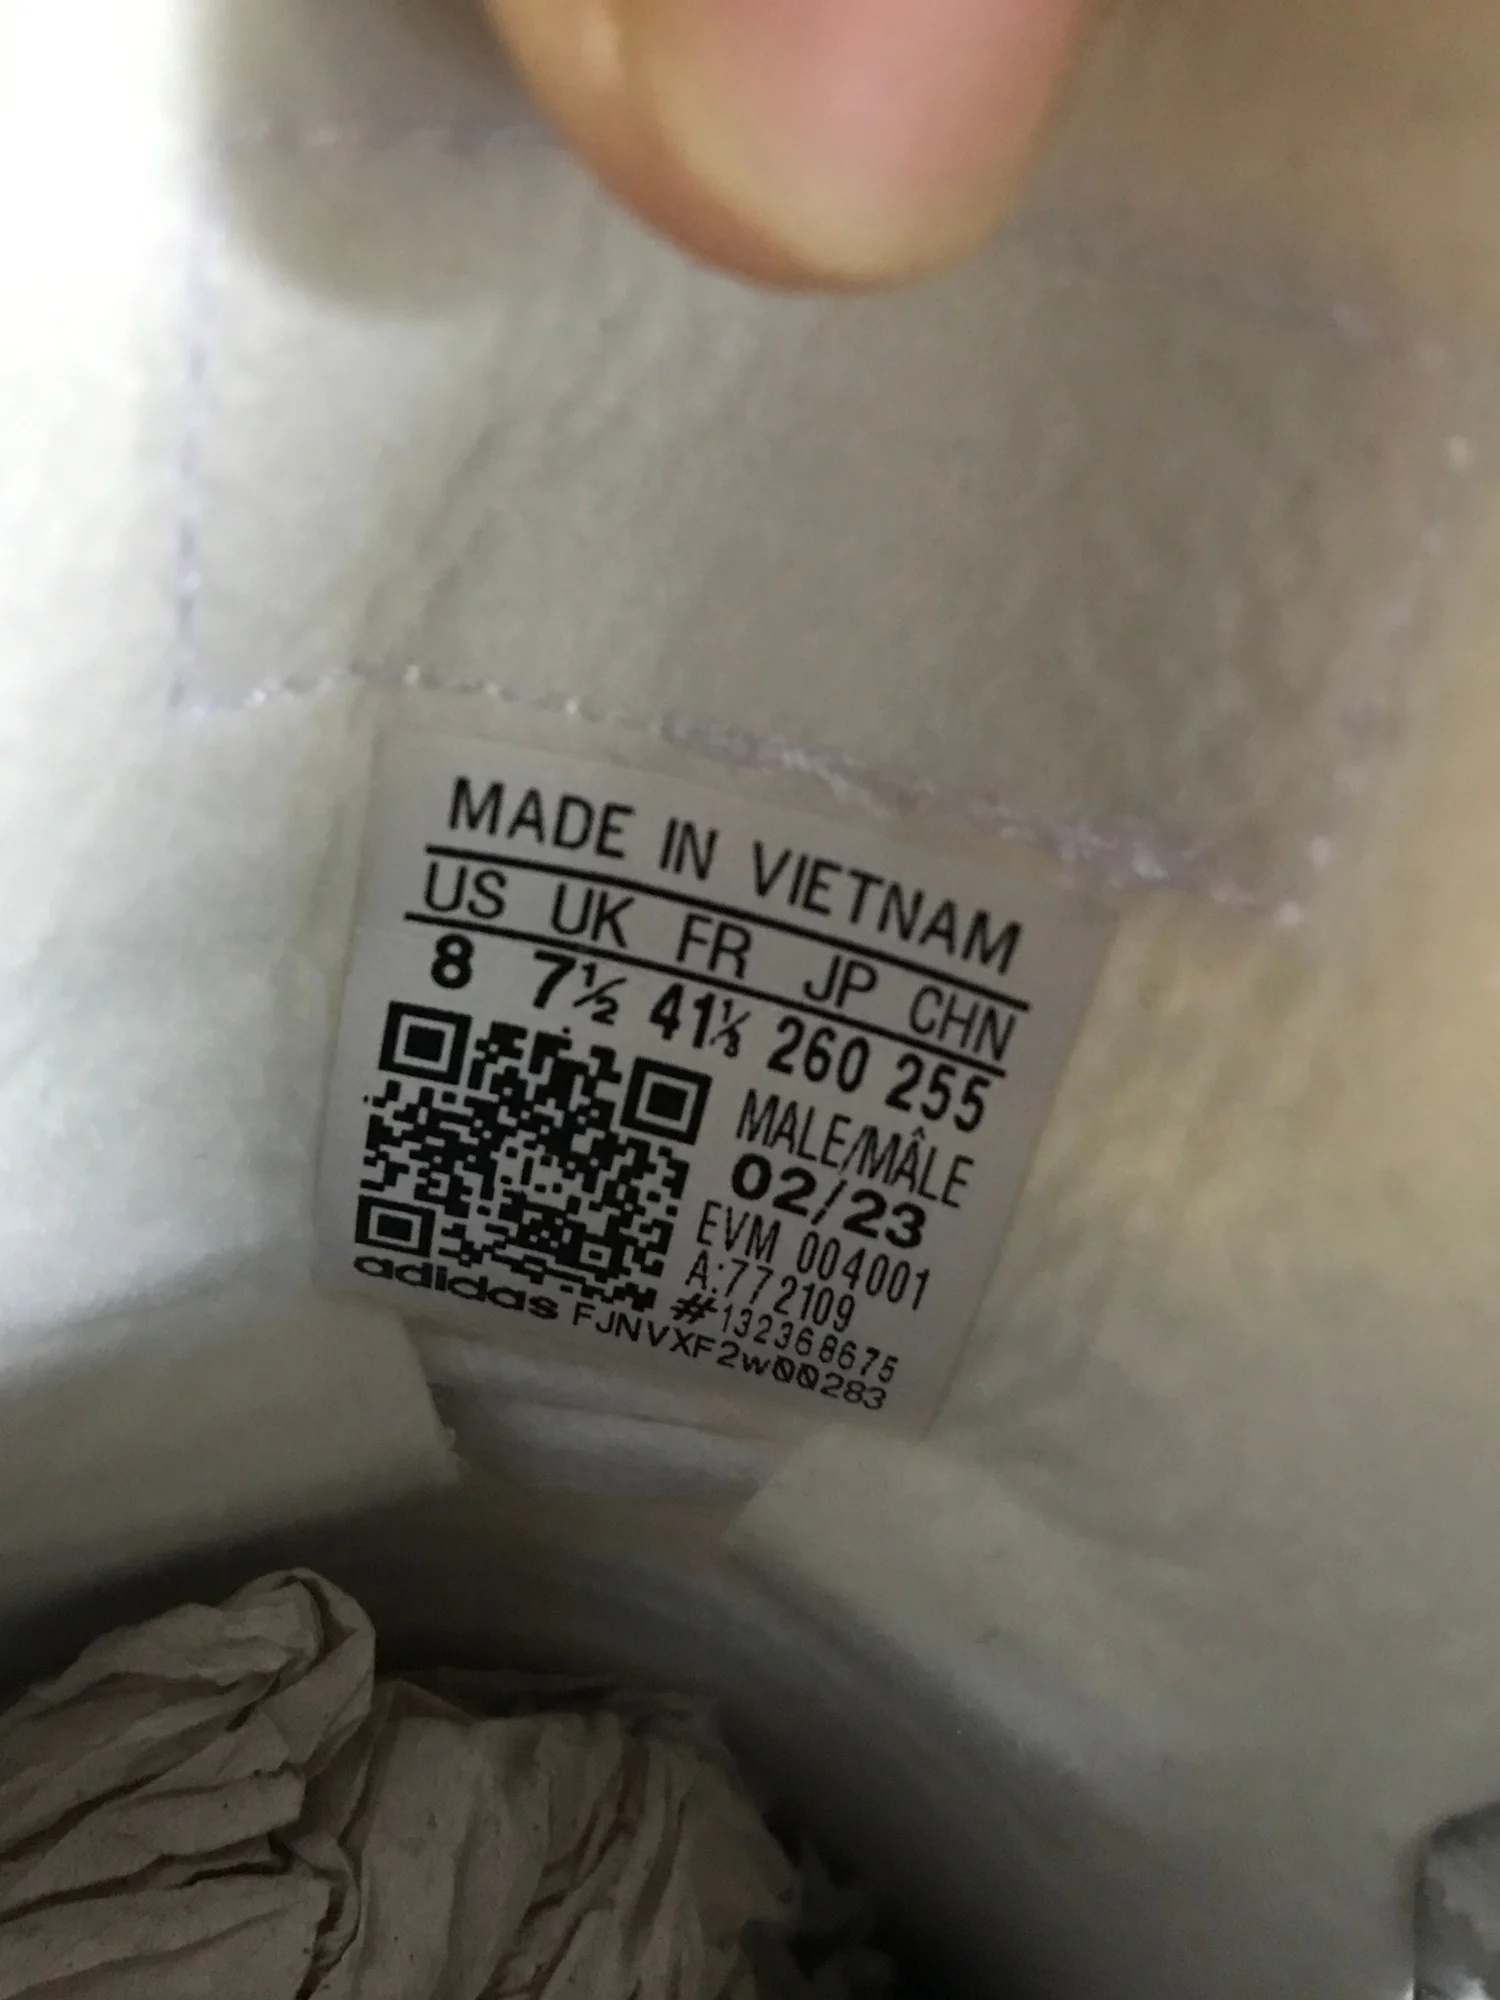 MADE IN VIETNAM
US UK FR JP CHN
8 7½ 41⅓ 260 255
MALE/MÂLE
02/23
EVM 004001
A:772109
#132368675
adidas FJNVXF2W00283